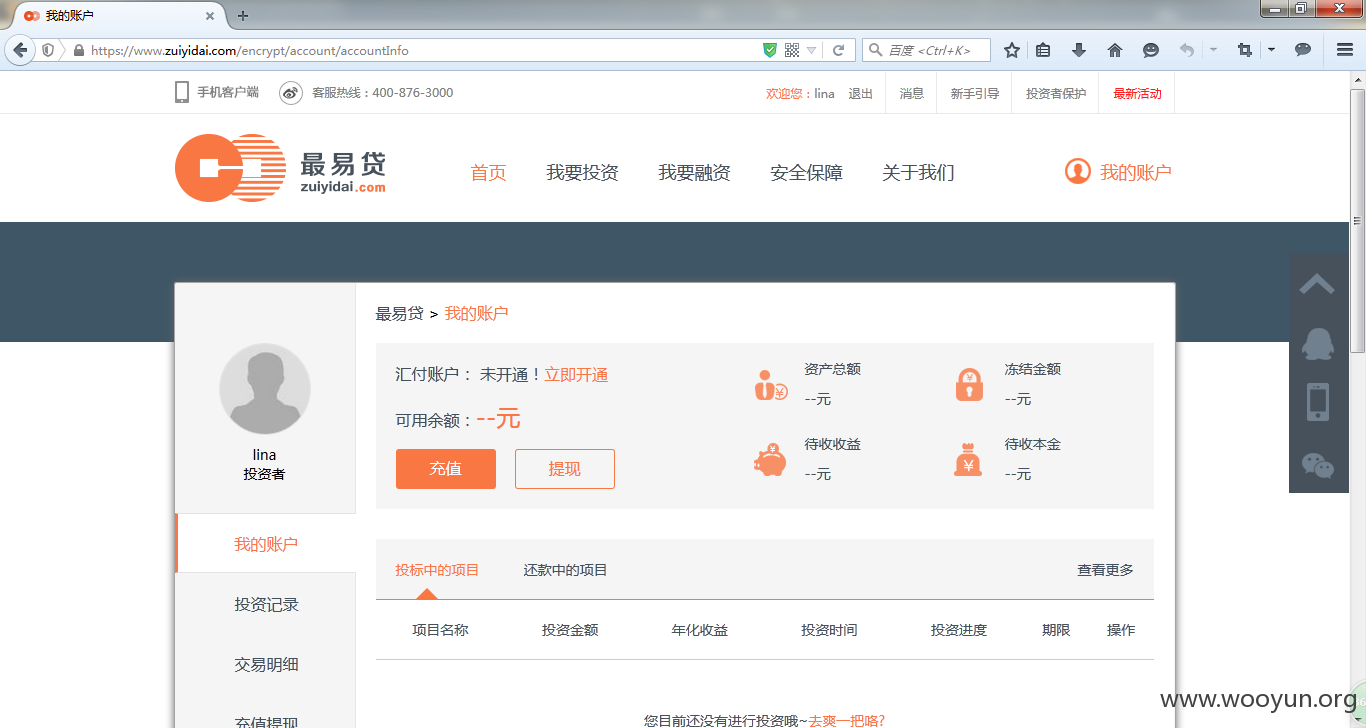 我的账户
https://www.zuiyidai.com/encrypt/account/accountInfo
百度 <Ctrl+K>
手机客户端
客服热线：400-876-3000
欢迎您：lina 退出 消息 新手引导 投资者保护 最新活动
最易贷
zuiyidai.com
首页 我要投资 我要融资 安全保障 关于我们
我的账户
最易贷 > 我的账户
lina
投资者
汇付账户： 未开通！立即开通
可用余额：--元
充值 提现
资产总额
--元
冻结金额
--元
待收收益
--元
待收本金
--元
我的账户
投资记录
交易明细
充值提现
投标中的项目 还款中的项目 查看更多
项目名称 投资金额 年化收益 投资时间 投资进度 期限 操作
您目前还没有进行投资哦~去爽一把咯?
www.wooyun.org